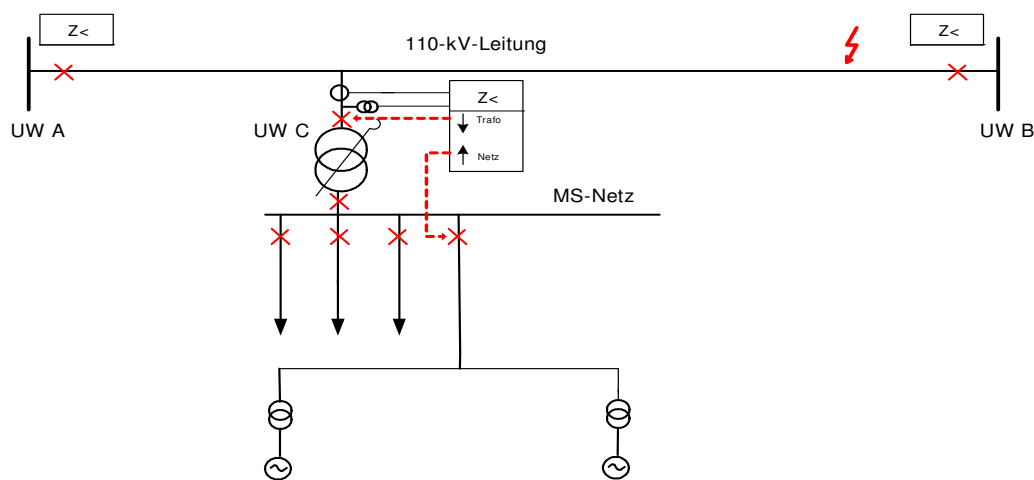 Z<
Z<
110-kV-Leitung
Z<
Trafo
Netz
UW A
UW C
UW B
MS-Netz